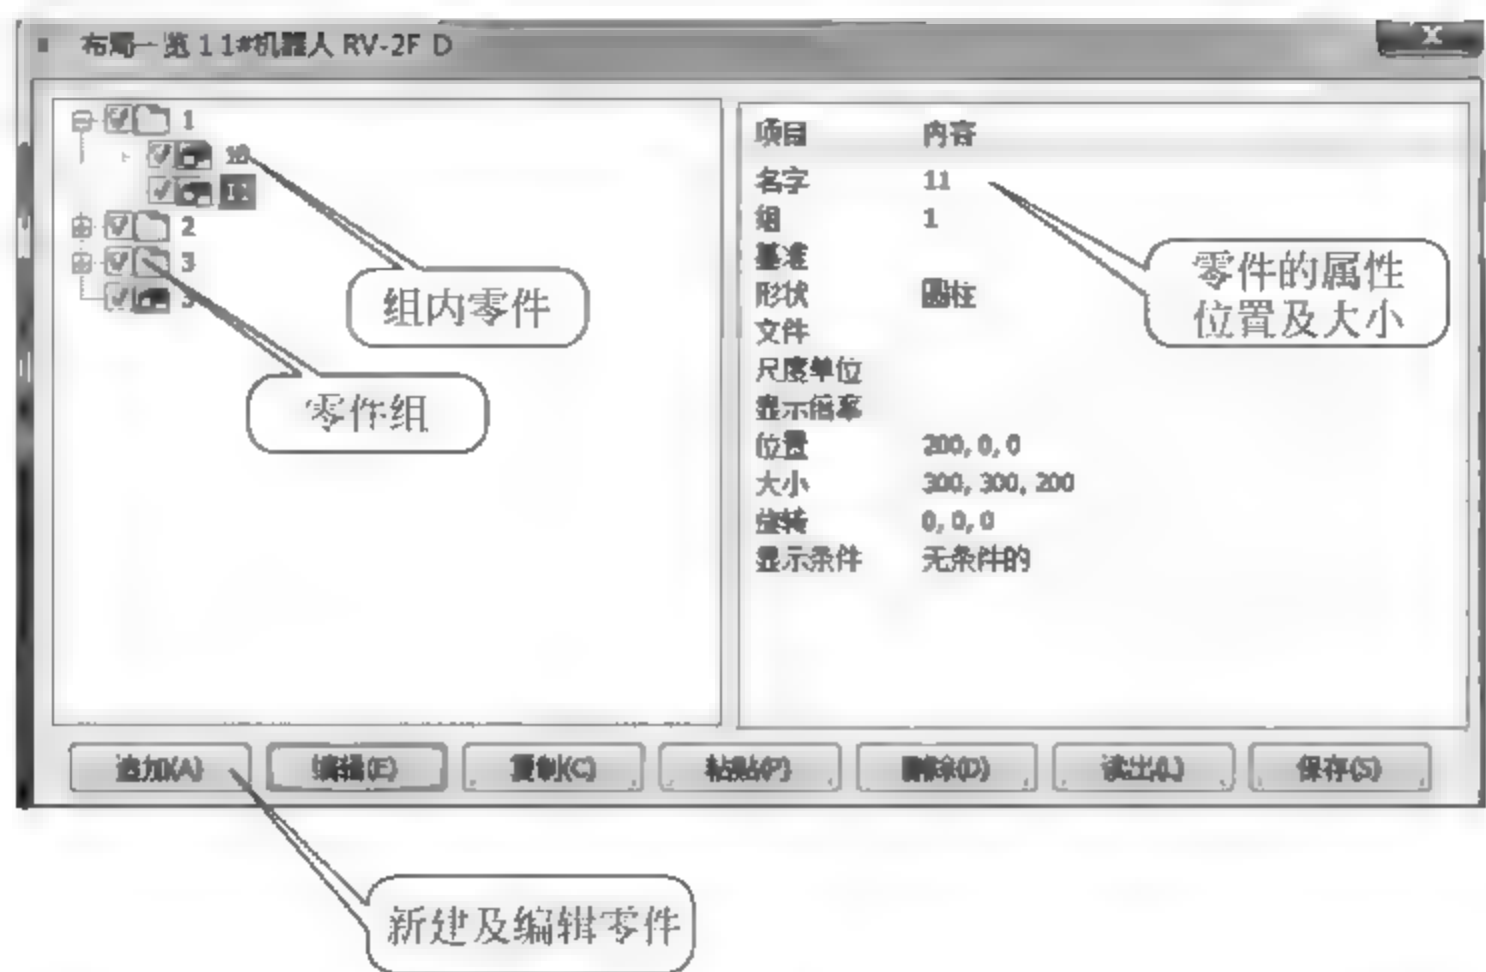 布局一览 1 1#机器人 RV-2F D
1
10
11
2
3
3
组内零件
零件组
项目 内容
名字 11
组 1
基准
形状 圆柱
文件
尺度单位
显示倍率
位置 200, 0, 0
大小 300, 300, 200
旋转 0, 0, 0
显示条件 无条件的
零件的属性
位置及大小
追加(A) 编辑(E) 复制(C) 粘贴(P) 删除(D) 读出(L) 保存(S)
新建及编辑零件